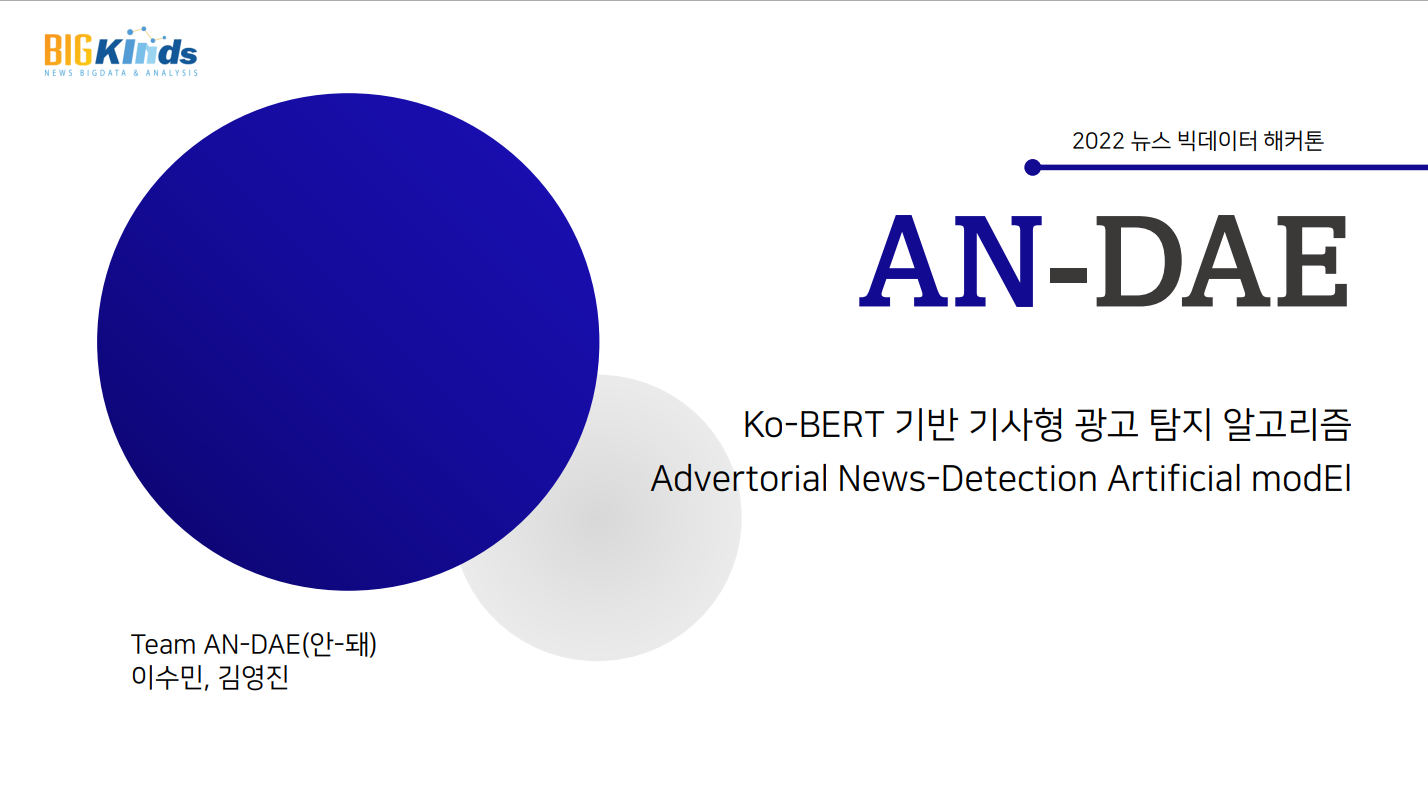 BIGKinds
NEWS BIGDATA & ANALYSIS
2022 뉴스 빅데이터 해커톤
AN-DAE
Ko-BERT 기반 기사형 광고 탐지 알고리즘
Advertorial News-Detection Artificial modEl
Team AN-DAE(안-돼)
이수민, 김영진